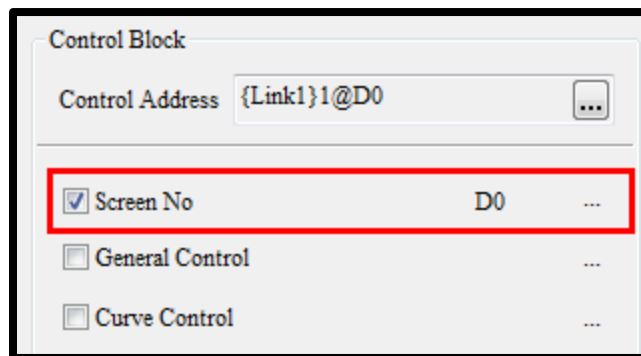 Control Block
Control Address {Link1}1@D0 ...
Screen No D0 ...
General Control ...
Curve Control ...